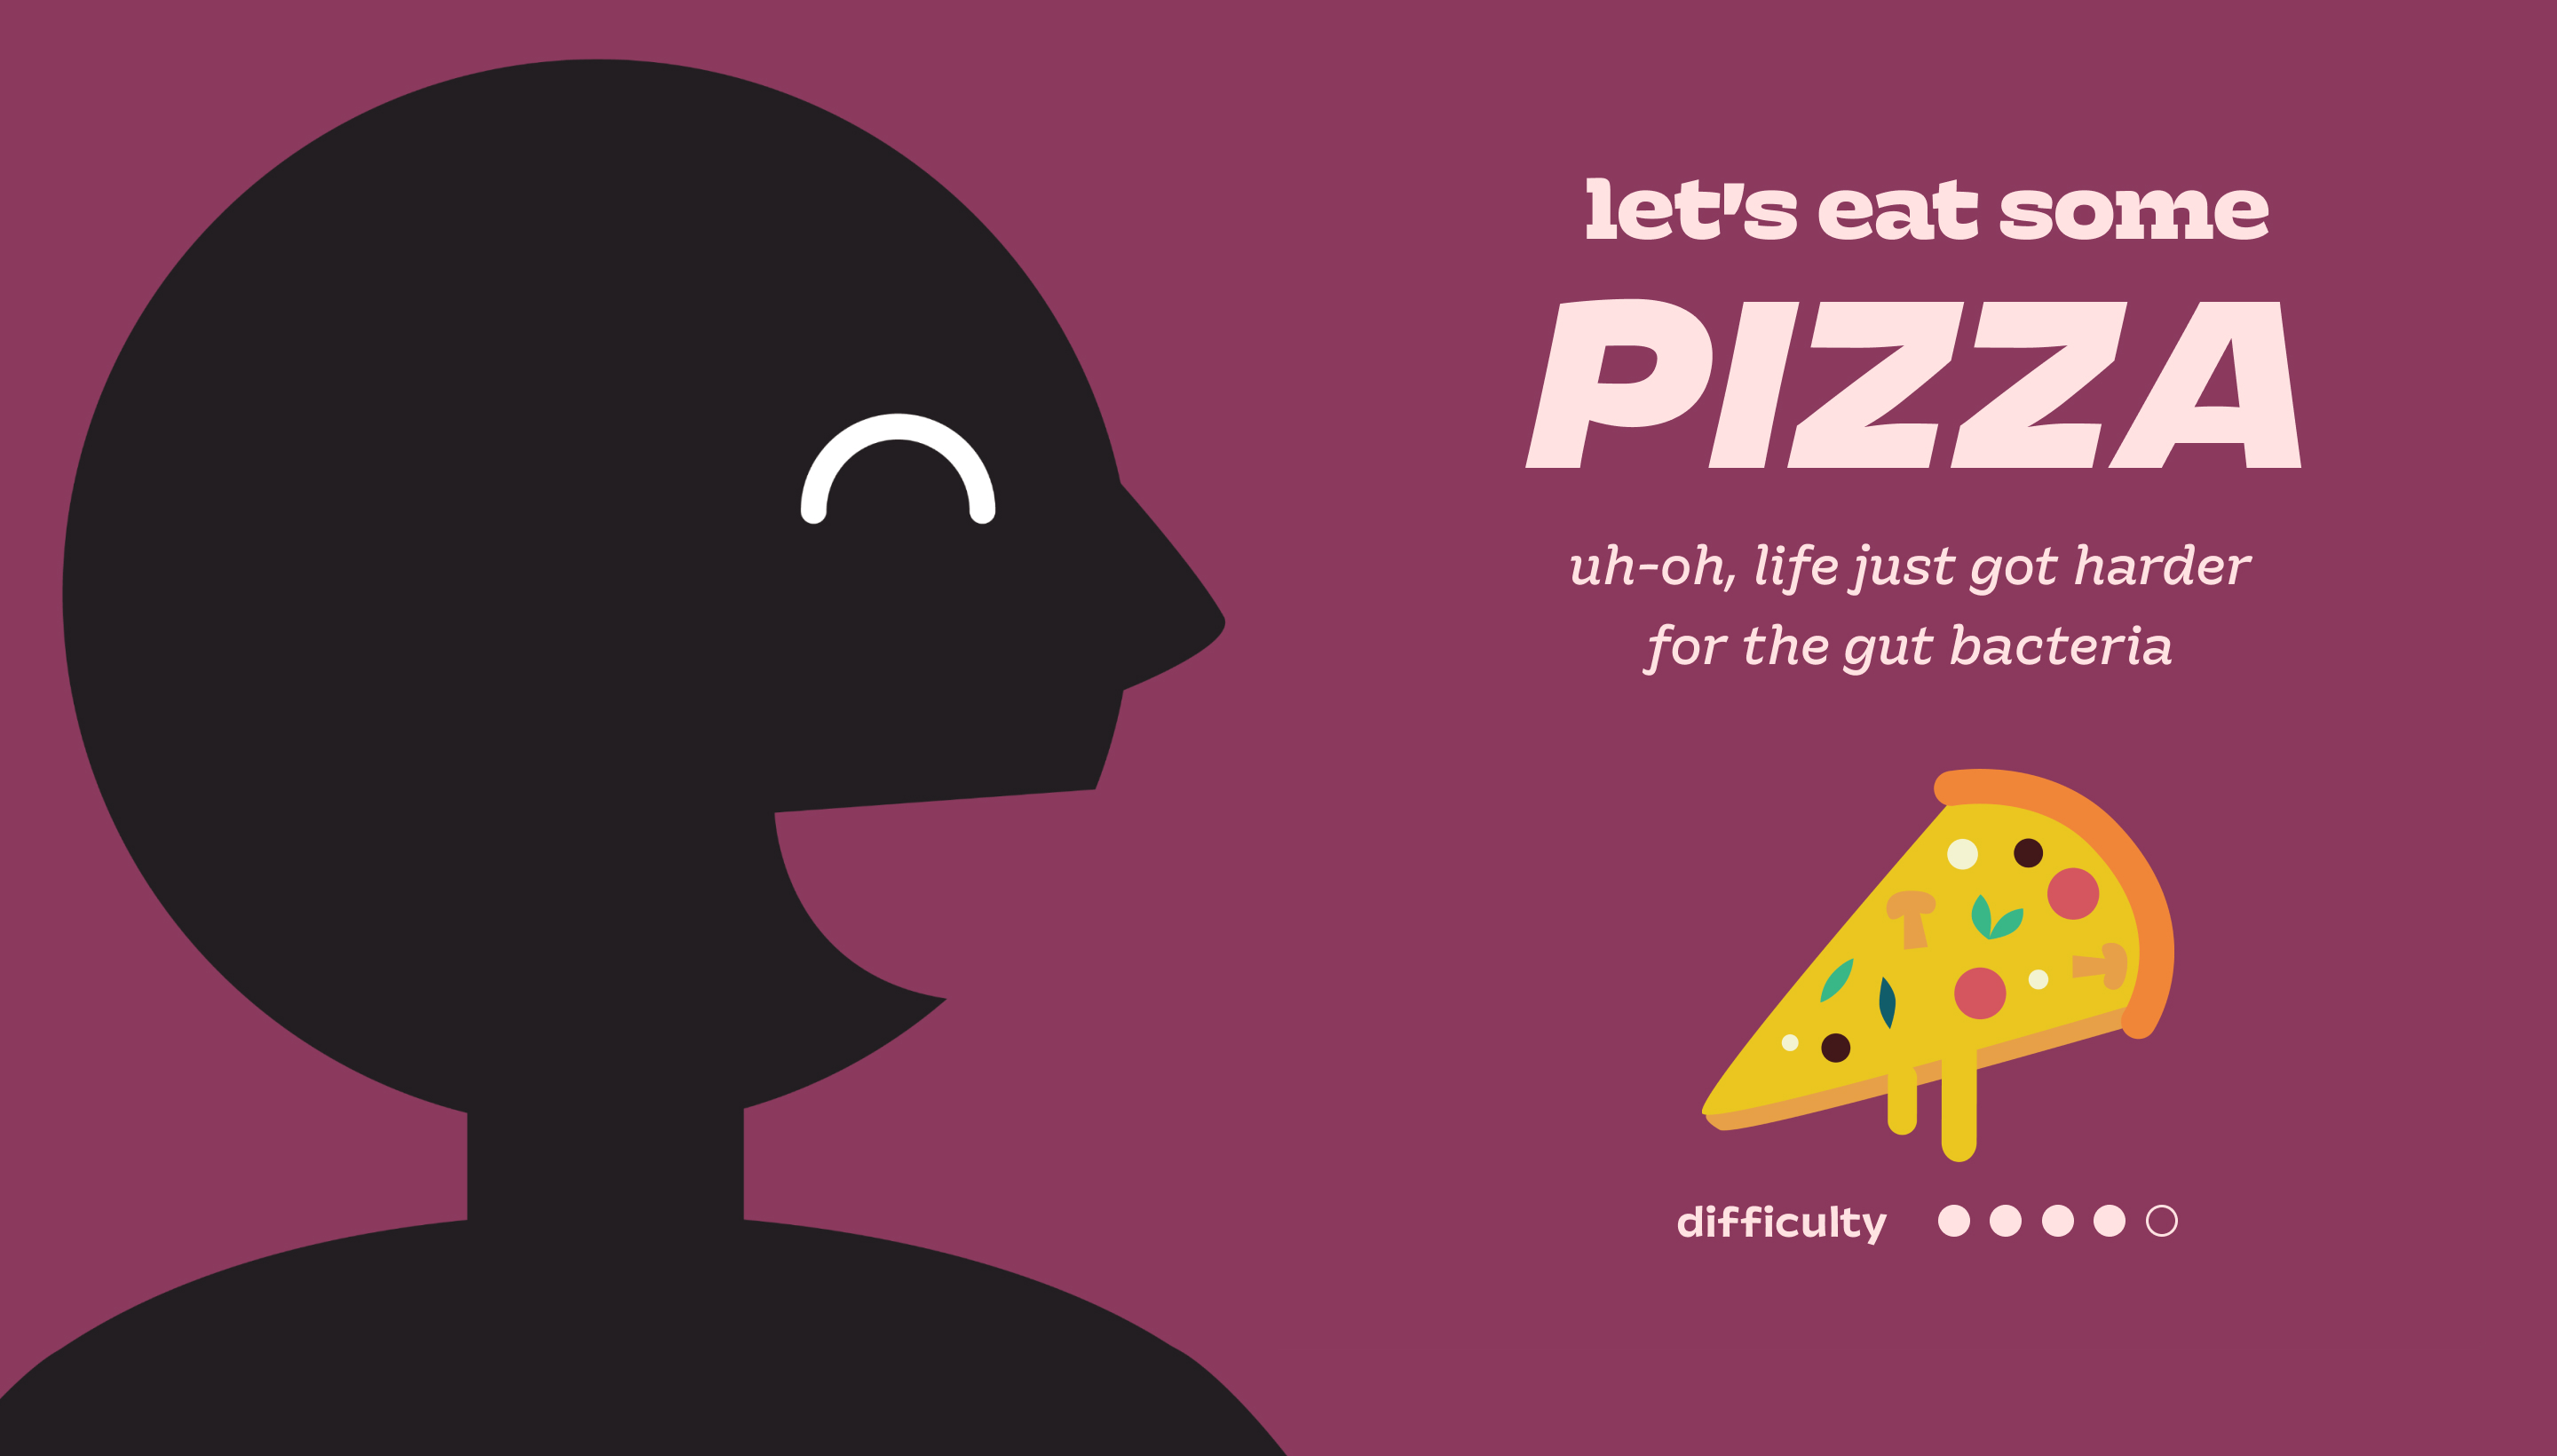 let's eat some
PIZZA
uh-oh, life just got harder
for the gut bacteria
difficulty